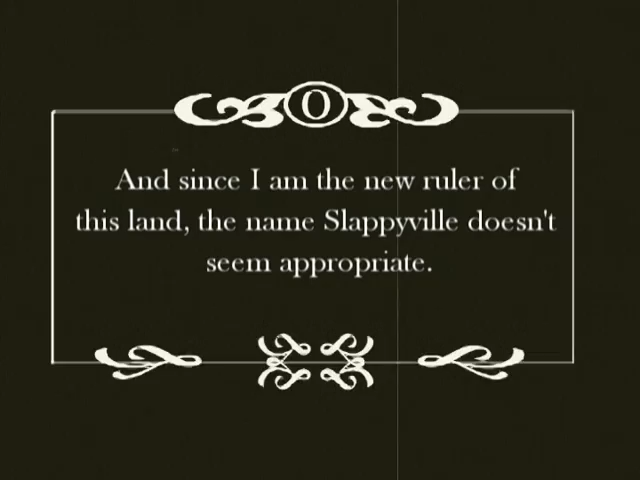 O
And since I am the new ruler of
this land, the name Slappyville doesn't
seem appropriate.